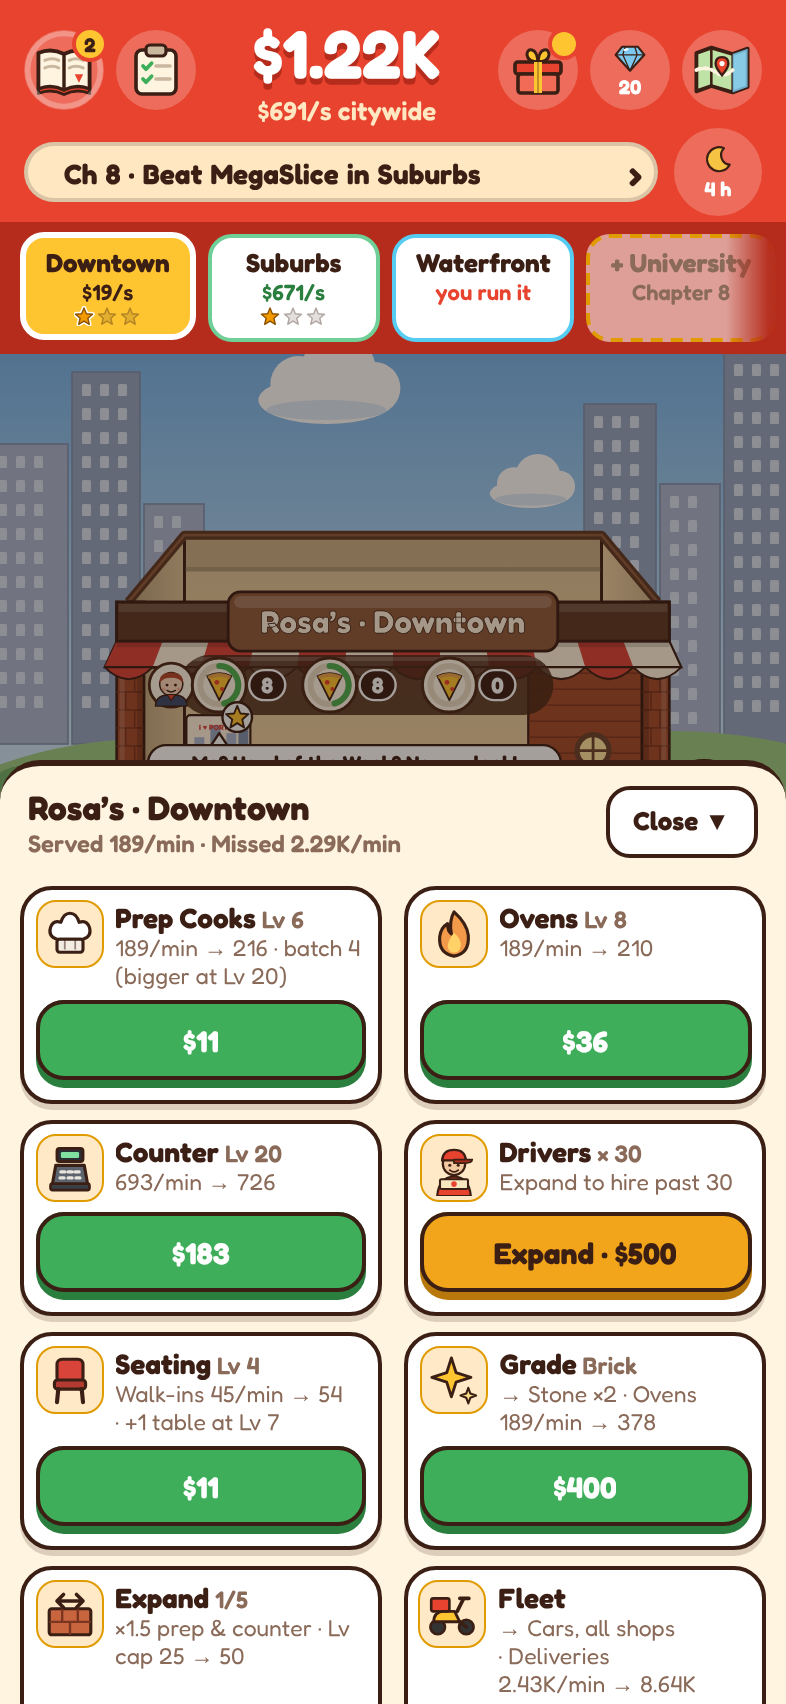 2
$1.22K
$691/s citywide
20
Ch 8 · Beat MegaSlice in Suburbs ›
4 h
Downtown
$19/s
Suburbs
$671/s
Waterfront
you run it
+ University
Chapter 8
Rosa's · Downtown
8
8
0
Rosa's · Downtown
Served 189/min · Missed 2.29K/min
Close ▼
Prep Cooks Lv 6
189/min → 216 · batch 4
(bigger at Lv 20)
$11
Ovens Lv 8
189/min → 210
$36
Counter Lv 20
693/min → 726
$183
Drivers × 30
Expand to hire past 30
Expand · $500
Seating Lv 4
Walk-ins 45/min → 54
· +1 table at Lv 7
$11
Grade Brick
→ Stone ×2 · Ovens
189/min → 378
$400
Expand 1/5
×1.5 prep & counter · Lv
cap 25 → 50
Fleet
→ Cars, all shops
· Deliveries
2.43K/min → 8.64K